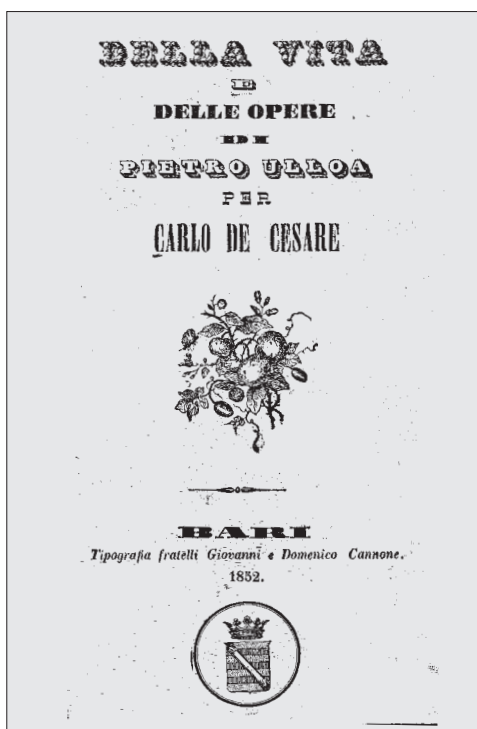 DELLA VITA
E
DELLE OPERE
DI
PIETRO ULLOA
PER
CARLO DE CESARE
BARI
Tipografia fratelli Giovanni e Domenico Cannone.
1852.